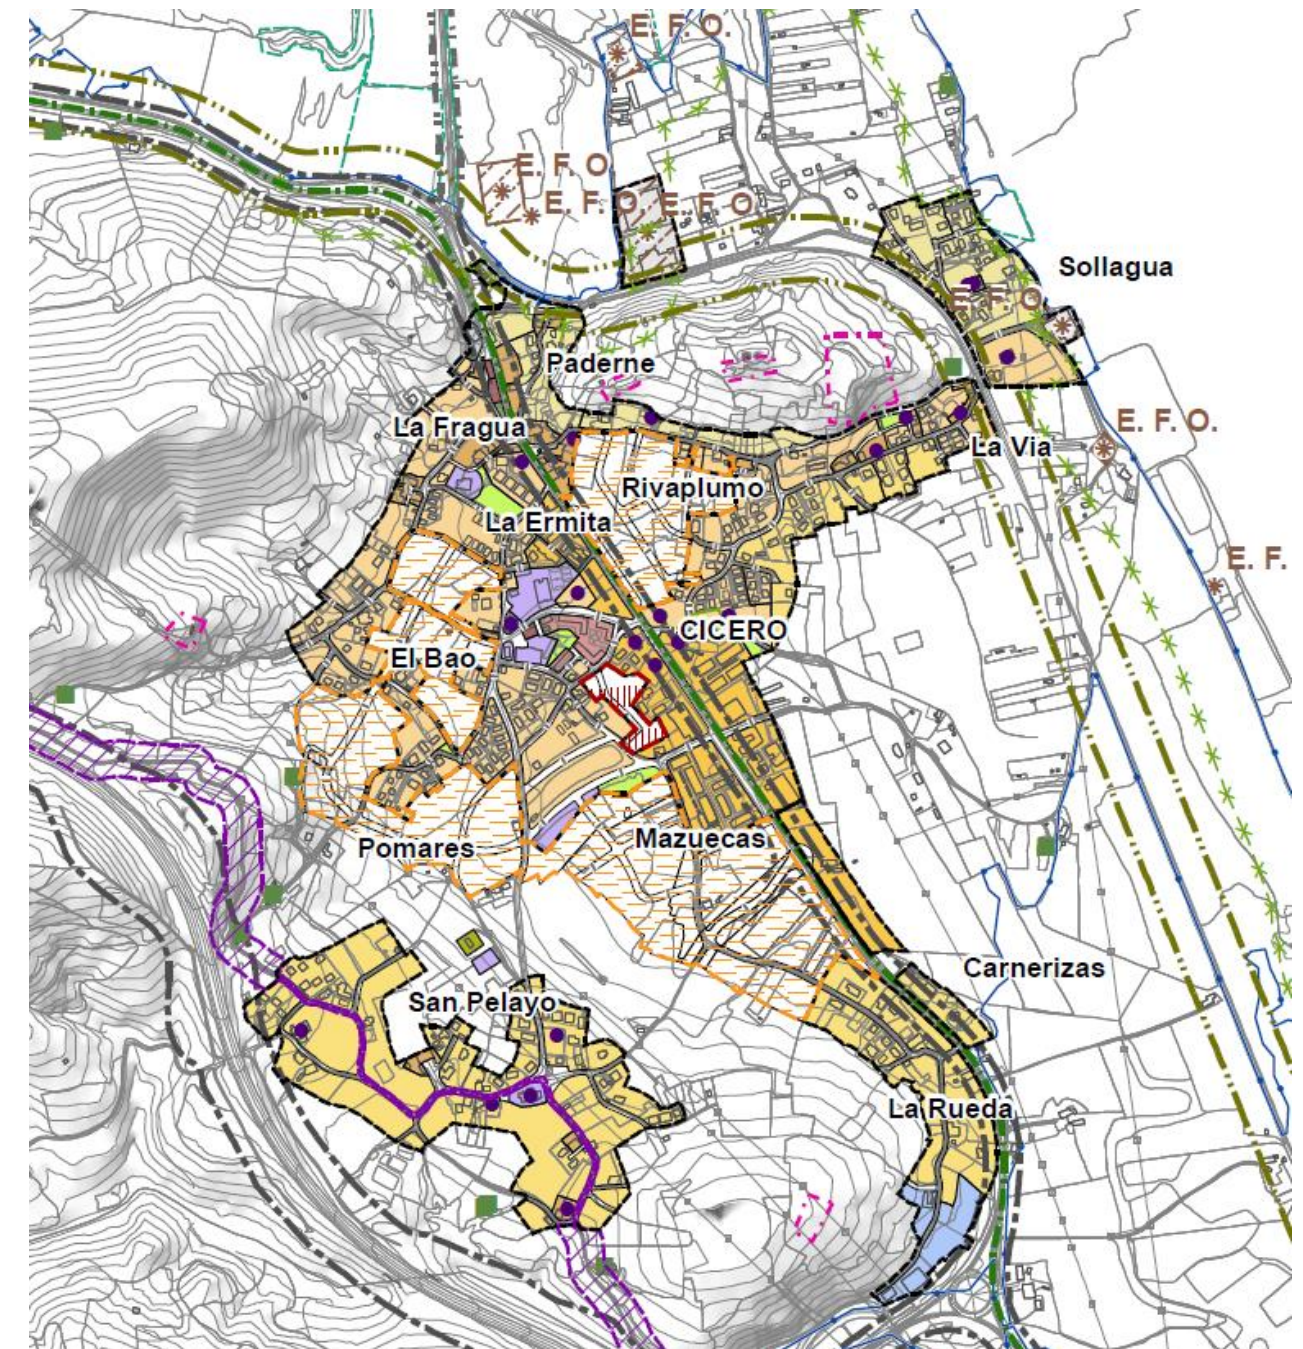 E. F. O.
E. F. O.
E. F. O.
E. F. O.
Sollagua
E. F. O.
Paderne
E. F. O.
La Fragua
La Via
Rivaplumo
La Ermita
E. F.
CICERO
El Bao
Mazuecas
Pomares
Carnerizas
San Pelayo
La Rueda